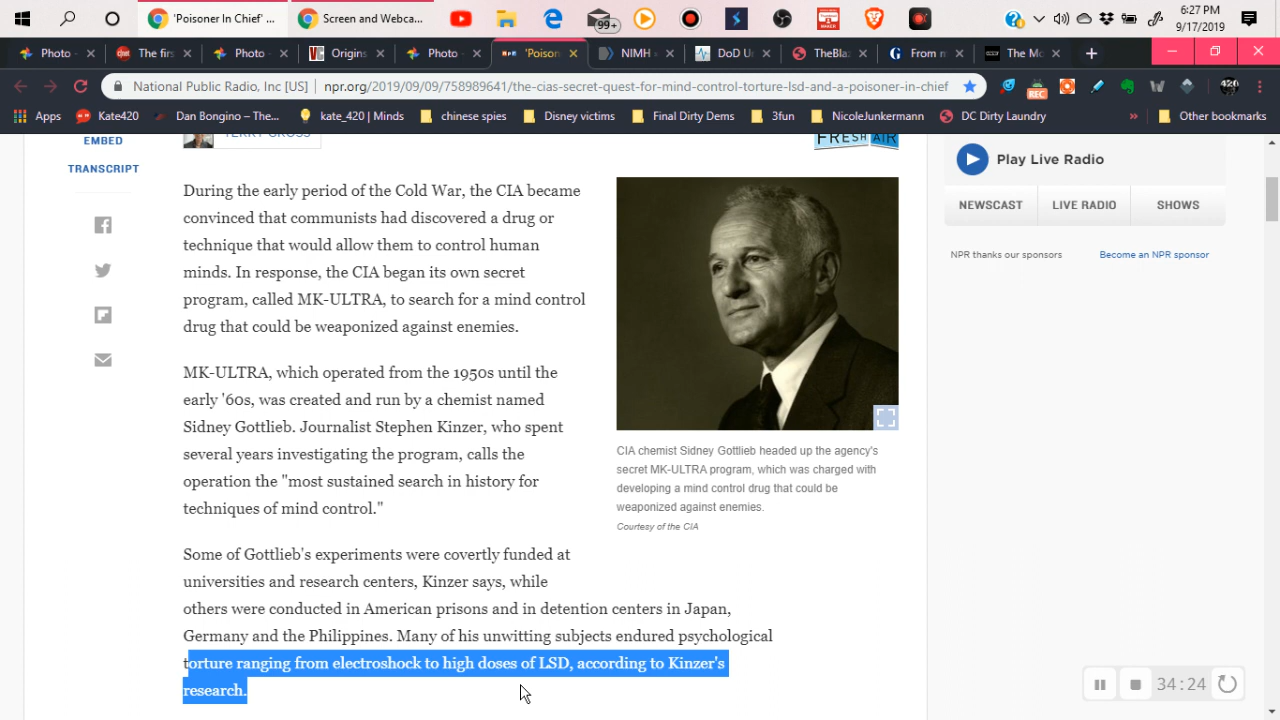 'Poisoner In Chief' ...
Screen and Webca...
99+
6:27 PM
9/17/2019
Photo -
The firs
Photo -
Origins
Photo -
'Poison
NIMH »
DoD Un
TheBlaz
From m
The Mo
National Public Radio, Inc [US] | npr.org/2019/09/09/758989641/the-cias-secret-quest-for-mind-control-torture-lsd-and-a-poisoner-in-chief
REC
Apps
Kate420
Dan Bongino – The...
kate_420 | Minds
chinese spies
Disney victims
Final Dirty Dems
3fun
NicoleJunkermann
DC Dirty Laundry
»
Other bookmarks
EMBED
TRANSCRIPT
TERRY GROSS
FRESH AIR
During the early period of the Cold War, the CIA became
convinced that communists had discovered a drug or
technique that would allow them to control human
minds. In response, the CIA began its own secret
program, called MK-ULTRA, to search for a mind control
drug that could be weaponized against enemies.
MK-ULTRA, which operated from the 1950s until the
early '60s, was created and run by a chemist named
Sidney Gottlieb. Journalist Stephen Kinzer, who spent
several years investigating the program, calls the
operation the "most sustained search in history for
techniques of mind control."
Some of Gottlieb's experiments were covertly funded at
universities and research centers, Kinzer says, while
others were conducted in American prisons and in detention centers in Japan,
Germany and the Philippines. Many of his unwitting subjects endured psychological
torture ranging from electroshock to high doses of LSD, according to Kinzer's
research.
CIA chemist Sidney Gottlieb headed up the agency's
secret MK-ULTRA program, which was charged with
developing a mind control drug that could be
weaponized against enemies.
Courtesy of the CIA
Play Live Radio
NEWSCAST
LIVE RADIO
SHOWS
NPR thanks our sponsors
Become an NPR sponsor
34:24